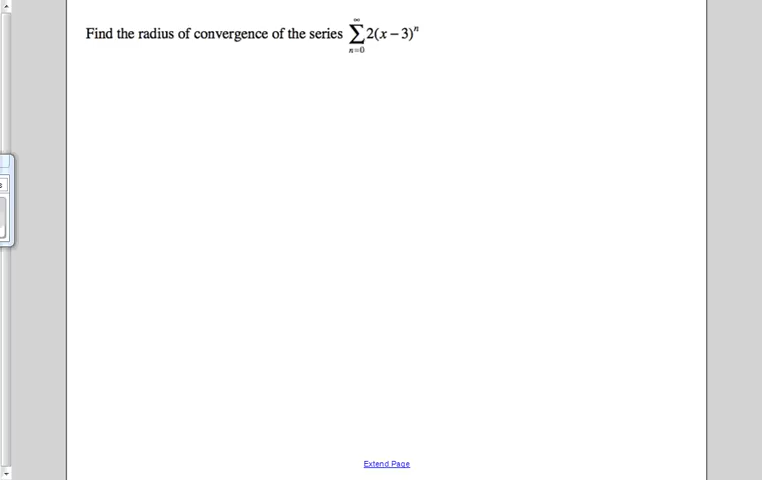 Find the radius of convergence of the series ∑_{n=0}^{∞} 2(x − 3)ⁿ
Extend Page